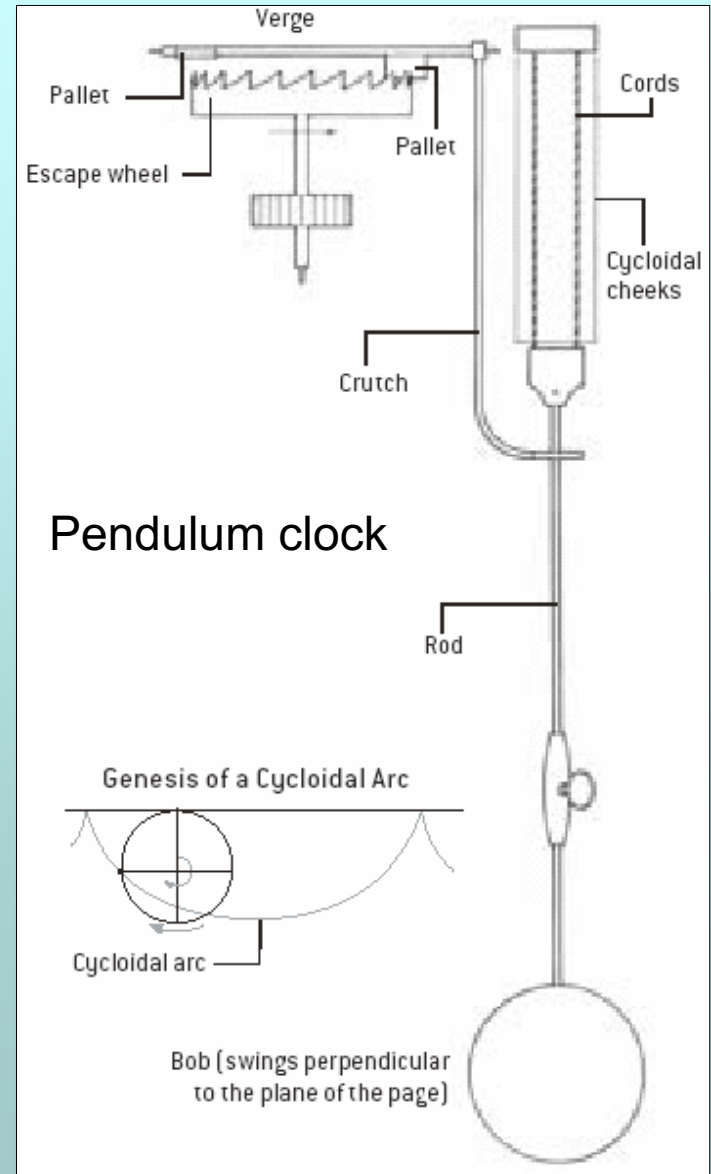 Verge
Pallet
Pallet
Escape wheel
Cords
Cycloidal
cheeks
Crutch
Pendulum clock
Rod
Genesis of a Cycloidal Arc
Cycloidal arc
Bob (swings perpendicular
to the plane of the page)